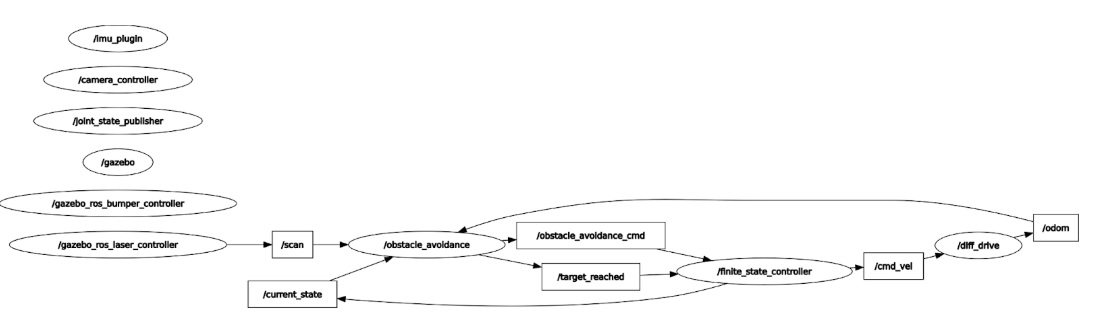 /imu_plugin
/camera_controller
/joint_state_publisher
/gazebo
/gazebo_ros_bumper_controller
/gazebo_ros_laser_controller
/scan
/current_state
/obstacle_avoidance
/obstacle_avoidance_cmd
/target_reached
/finite_state_controller
/cmd_vel
/diff_drive
/odom